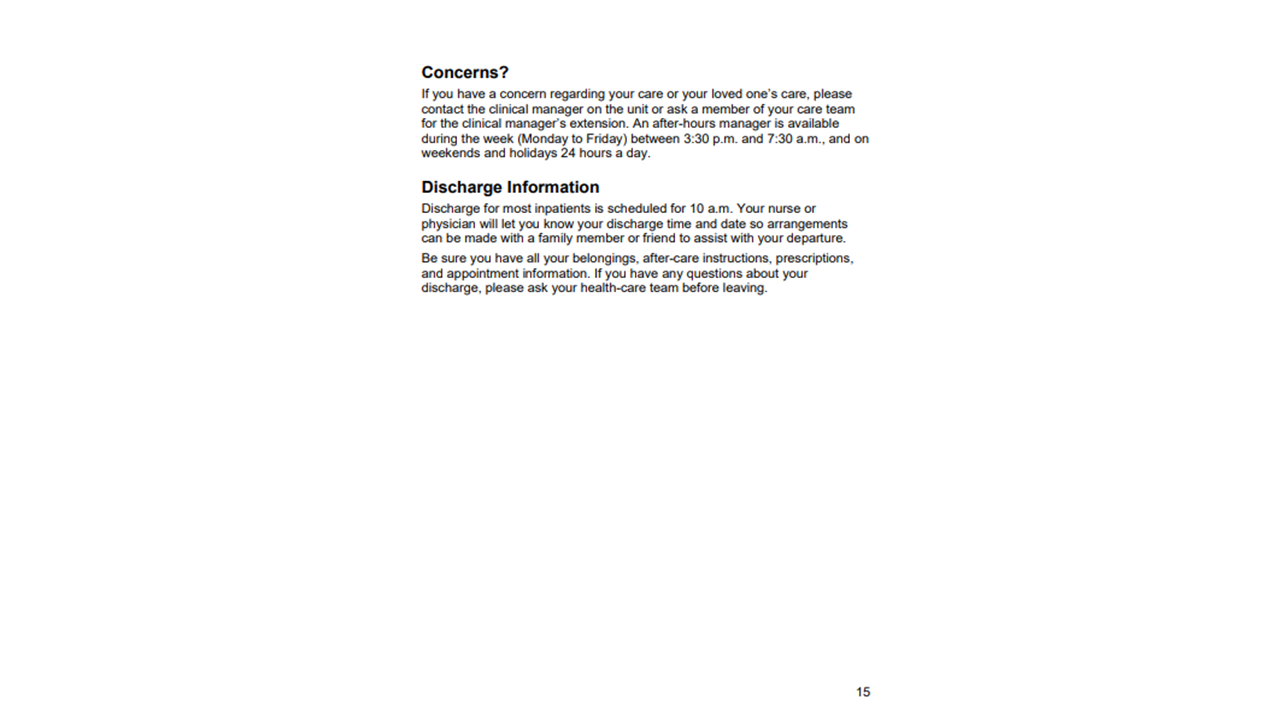 Concerns?
If you have a concern regarding your care or your loved one’s care, please
contact the clinical manager on the unit or ask a member of your care team
for the clinical manager’s extension. An after-hours manager is available
during the week (Monday to Friday) between 3:30 p.m. and 7:30 a.m., and on
weekends and holidays 24 hours a day.
Discharge Information
Discharge for most inpatients is scheduled for 10 a.m. Your nurse or
physician will let you know your discharge time and date so arrangements
can be made with a family member or friend to assist with your departure.
Be sure you have all your belongings, after-care instructions, prescriptions,
and appointment information. If you have any questions about your
discharge, please ask your health-care team before leaving.
15